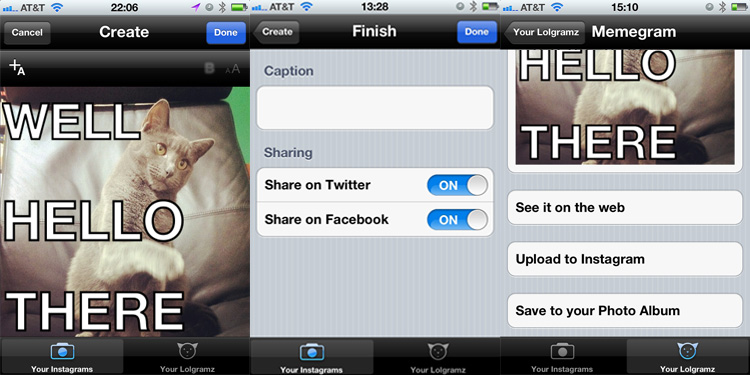 AT&T 22:06
Cancel Create Done
+A B AA
WELL
HELLO
THERE
Your Instagrams Your Lolgramz
AT&T 13:28
Create Finish Done
Caption
Sharing
Share on Twitter ON
Share on Facebook ON
Your Instagrams Your Lolgramz
AT&T 15:10
Your Lolgramz Memegram
HELLO
THERE
See it on the web
Upload to Instagram
Save to your Photo Album
Your Instagrams Your Lolgramz